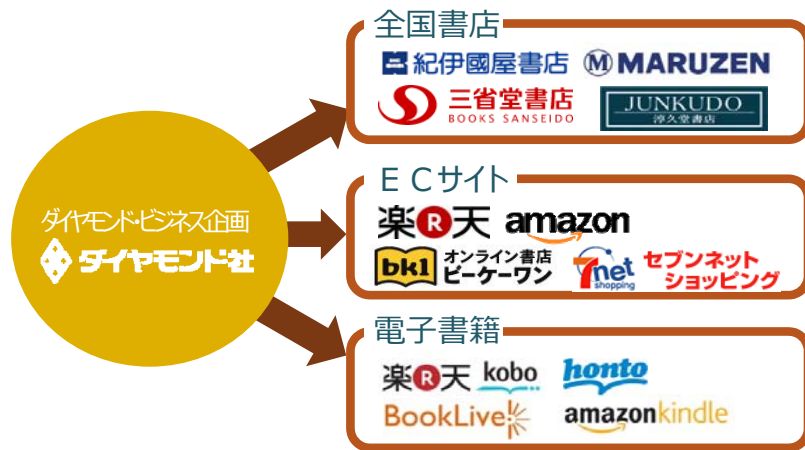 ダイヤモンド・ビジネス企画
ダイヤモンド社
全国書店
紀伊國屋書店 M MARUZEN
三省堂書店
BOOKS SANSEIDO
JUNKUDO
淳久堂書店
ECサイト
楽R天 amazon
bk1 オンライン書店
ビーケーワン
7net
shopping
セブンネット
ショッピング
電子書籍
楽R天 kobo honto
BookLive! amazonkindle